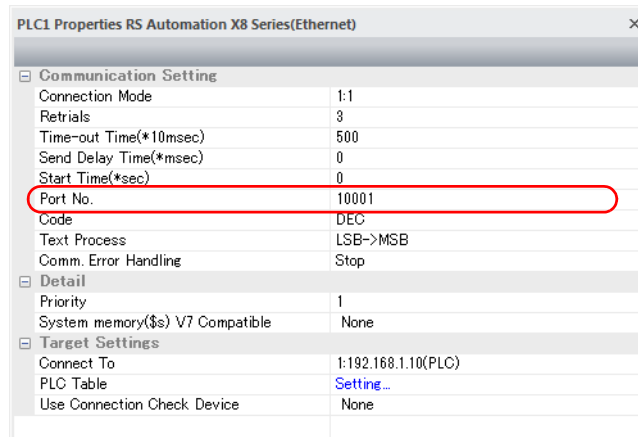 PLC1 Properties RS Automation X8 Series(Ethernet) ×
Communication Setting
Connection Mode 1:1
Retrials 3
Time-out Time(*10msec) 500
Send Delay Time(*msec) 0
Start Time(*sec) 0
Port No. 10001
Code DEC
Text Process LSB->MSB
Comm. Error Handling Stop
Detail
Priority 1
System memory($s) V7 Compatible None
Target Settings
Connect To 1:192.168.1.10(PLC)
PLC Table Setting...
Use Connection Check Device None